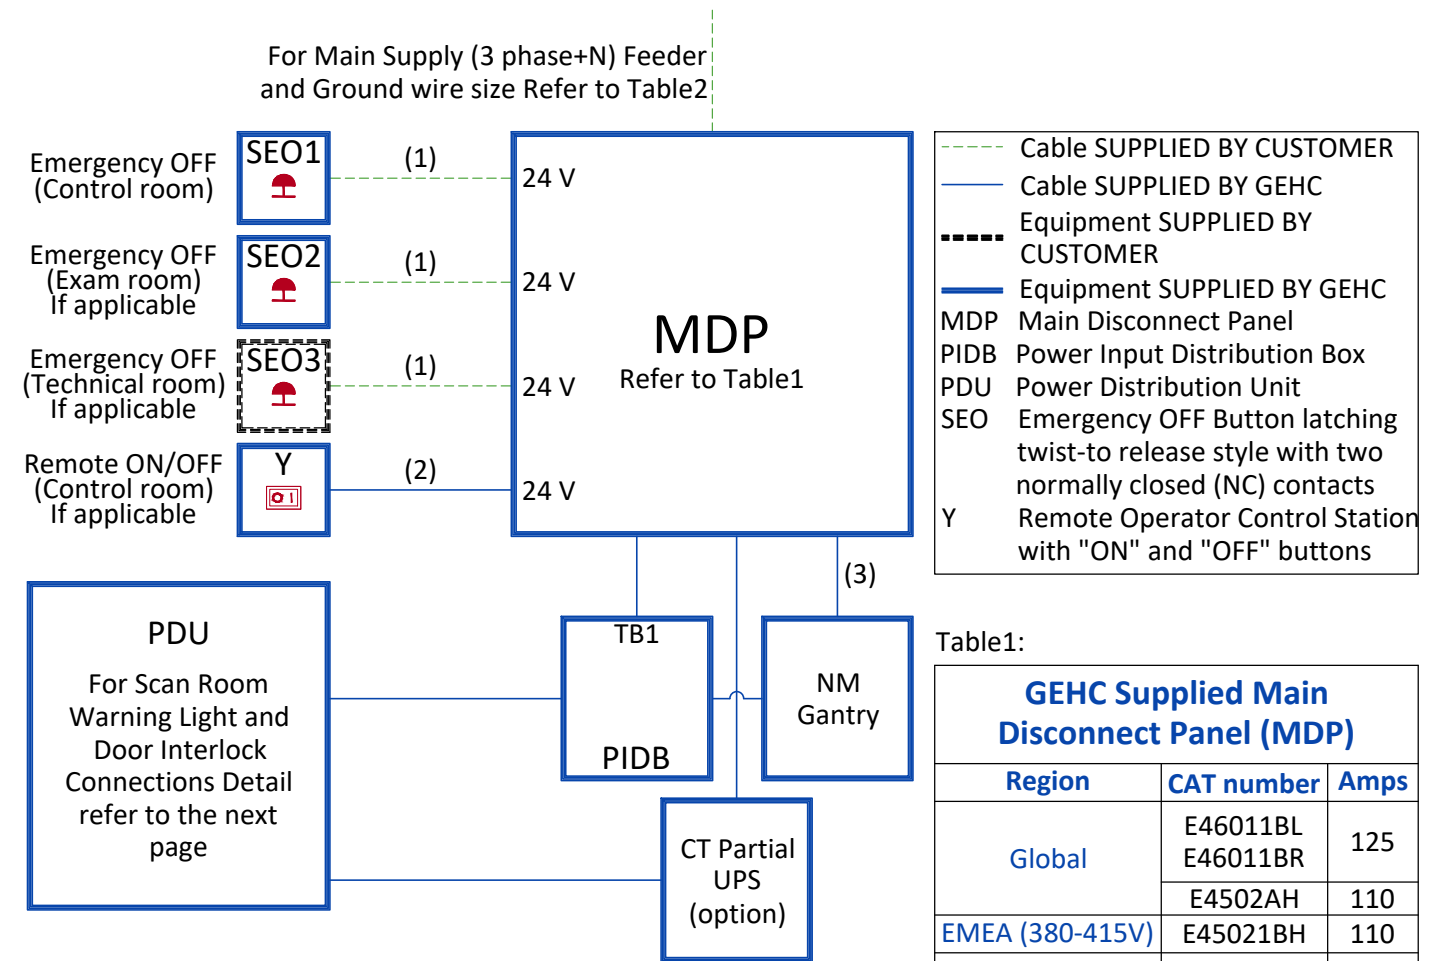 For Main Supply (3 phase+N) Feeder
and Ground wire size Refer to Table2
Emergency OFF
(Control room)
SEO1
(1)
24 V
Emergency OFF
(Exam room)
If applicable
SEO2
(1)
24 V
Emergency OFF
(Technical room)
If applicable
SEO3
(1)
24 V
Remote ON/OFF
(Control room)
If applicable
Y
0 I
(2)
24 V
MDP
Refer to Table1
(3)
PDU
For Scan Room
Warning Light and
Door Interlock
Connections Detail
refer to the next
page
TB1
PIDB
NM
Gantry
CT Partial
UPS
(option)
Cable SUPPLIED BY CUSTOMER
Cable SUPPLIED BY GEHC
Equipment SUPPLIED BY
CUSTOMER
Equipment SUPPLIED BY GEHC
MDP Main Disconnect Panel
PIDB Power Input Distribution Box
PDU Power Distribution Unit
SEO Emergency OFF Button latching
twist-to release style with two
normally closed (NC) contacts
Y Remote Operator Control Station
with "ON" and "OFF" buttons
Table1:
GEHC Supplied Main
Disconnect Panel (MDP)
Region CAT number Amps
Global E46011BL
E46011BR 125
E4502AH 110
EMEA (380-415V) E45021BH 110